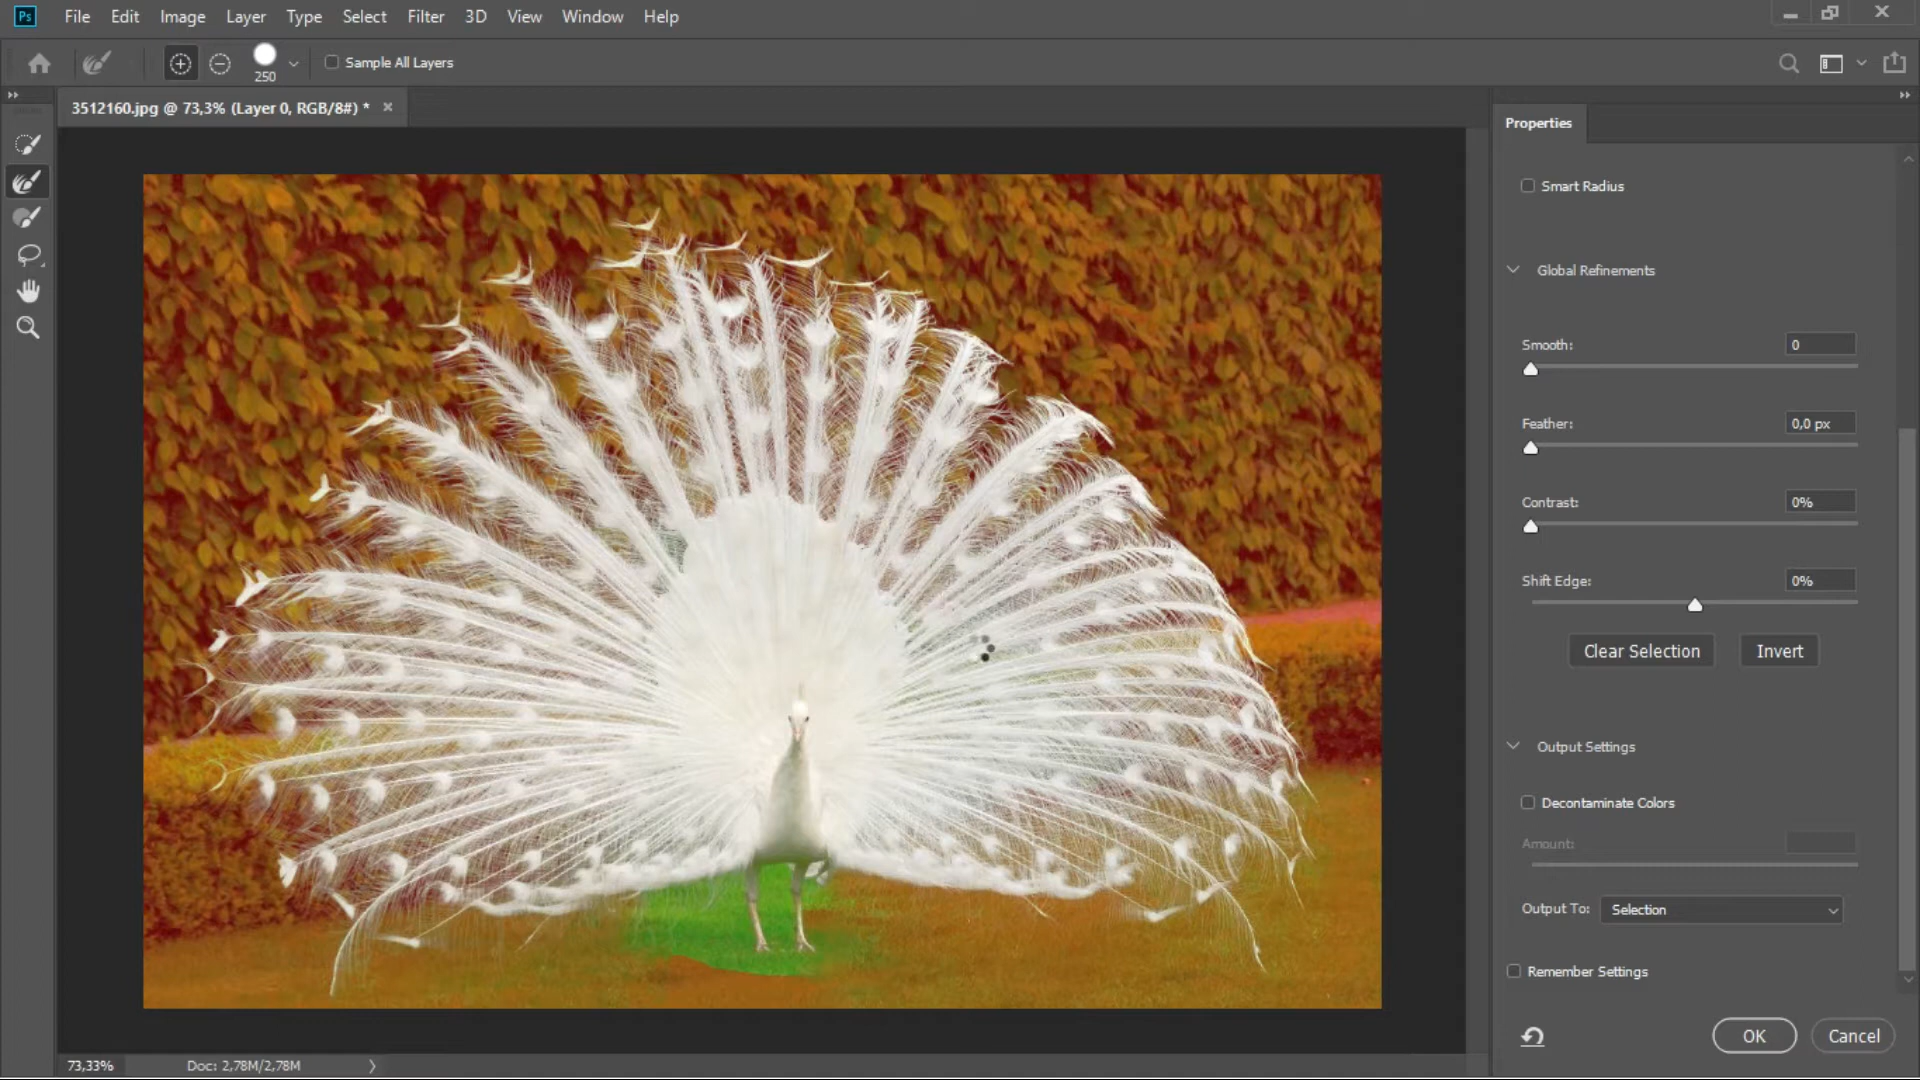 Ps File Edit Image Layer Type Select Filter 3D View Window Help
250 Sample All Layers
3512160.jpg @ 73,3% (Layer 0, RGB/8#) *
Properties
Smart Radius
Global Refinements
Smooth: 0
Feather: 0,0 px
Contrast: 0%
Shift Edge: 0%
Clear Selection Invert
Output Settings
Decontaminate Colors
Amount:
Output To: Selection
Remember Settings
OK Cancel
73,33% Doc: 2,78M/2,78M